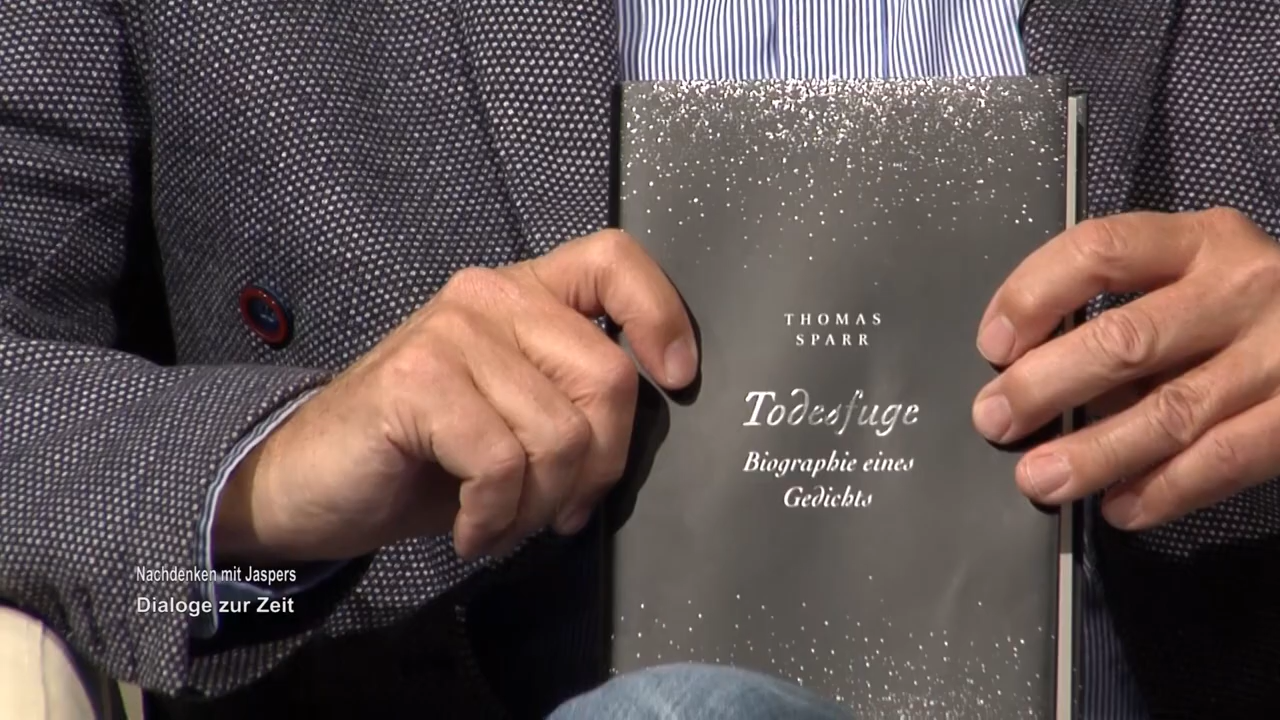 THOMAS
SPARR
Todesfuge
Biographie eines
Gedichts
Nachdenken mit Jaspers
Dialoge zur Zeit